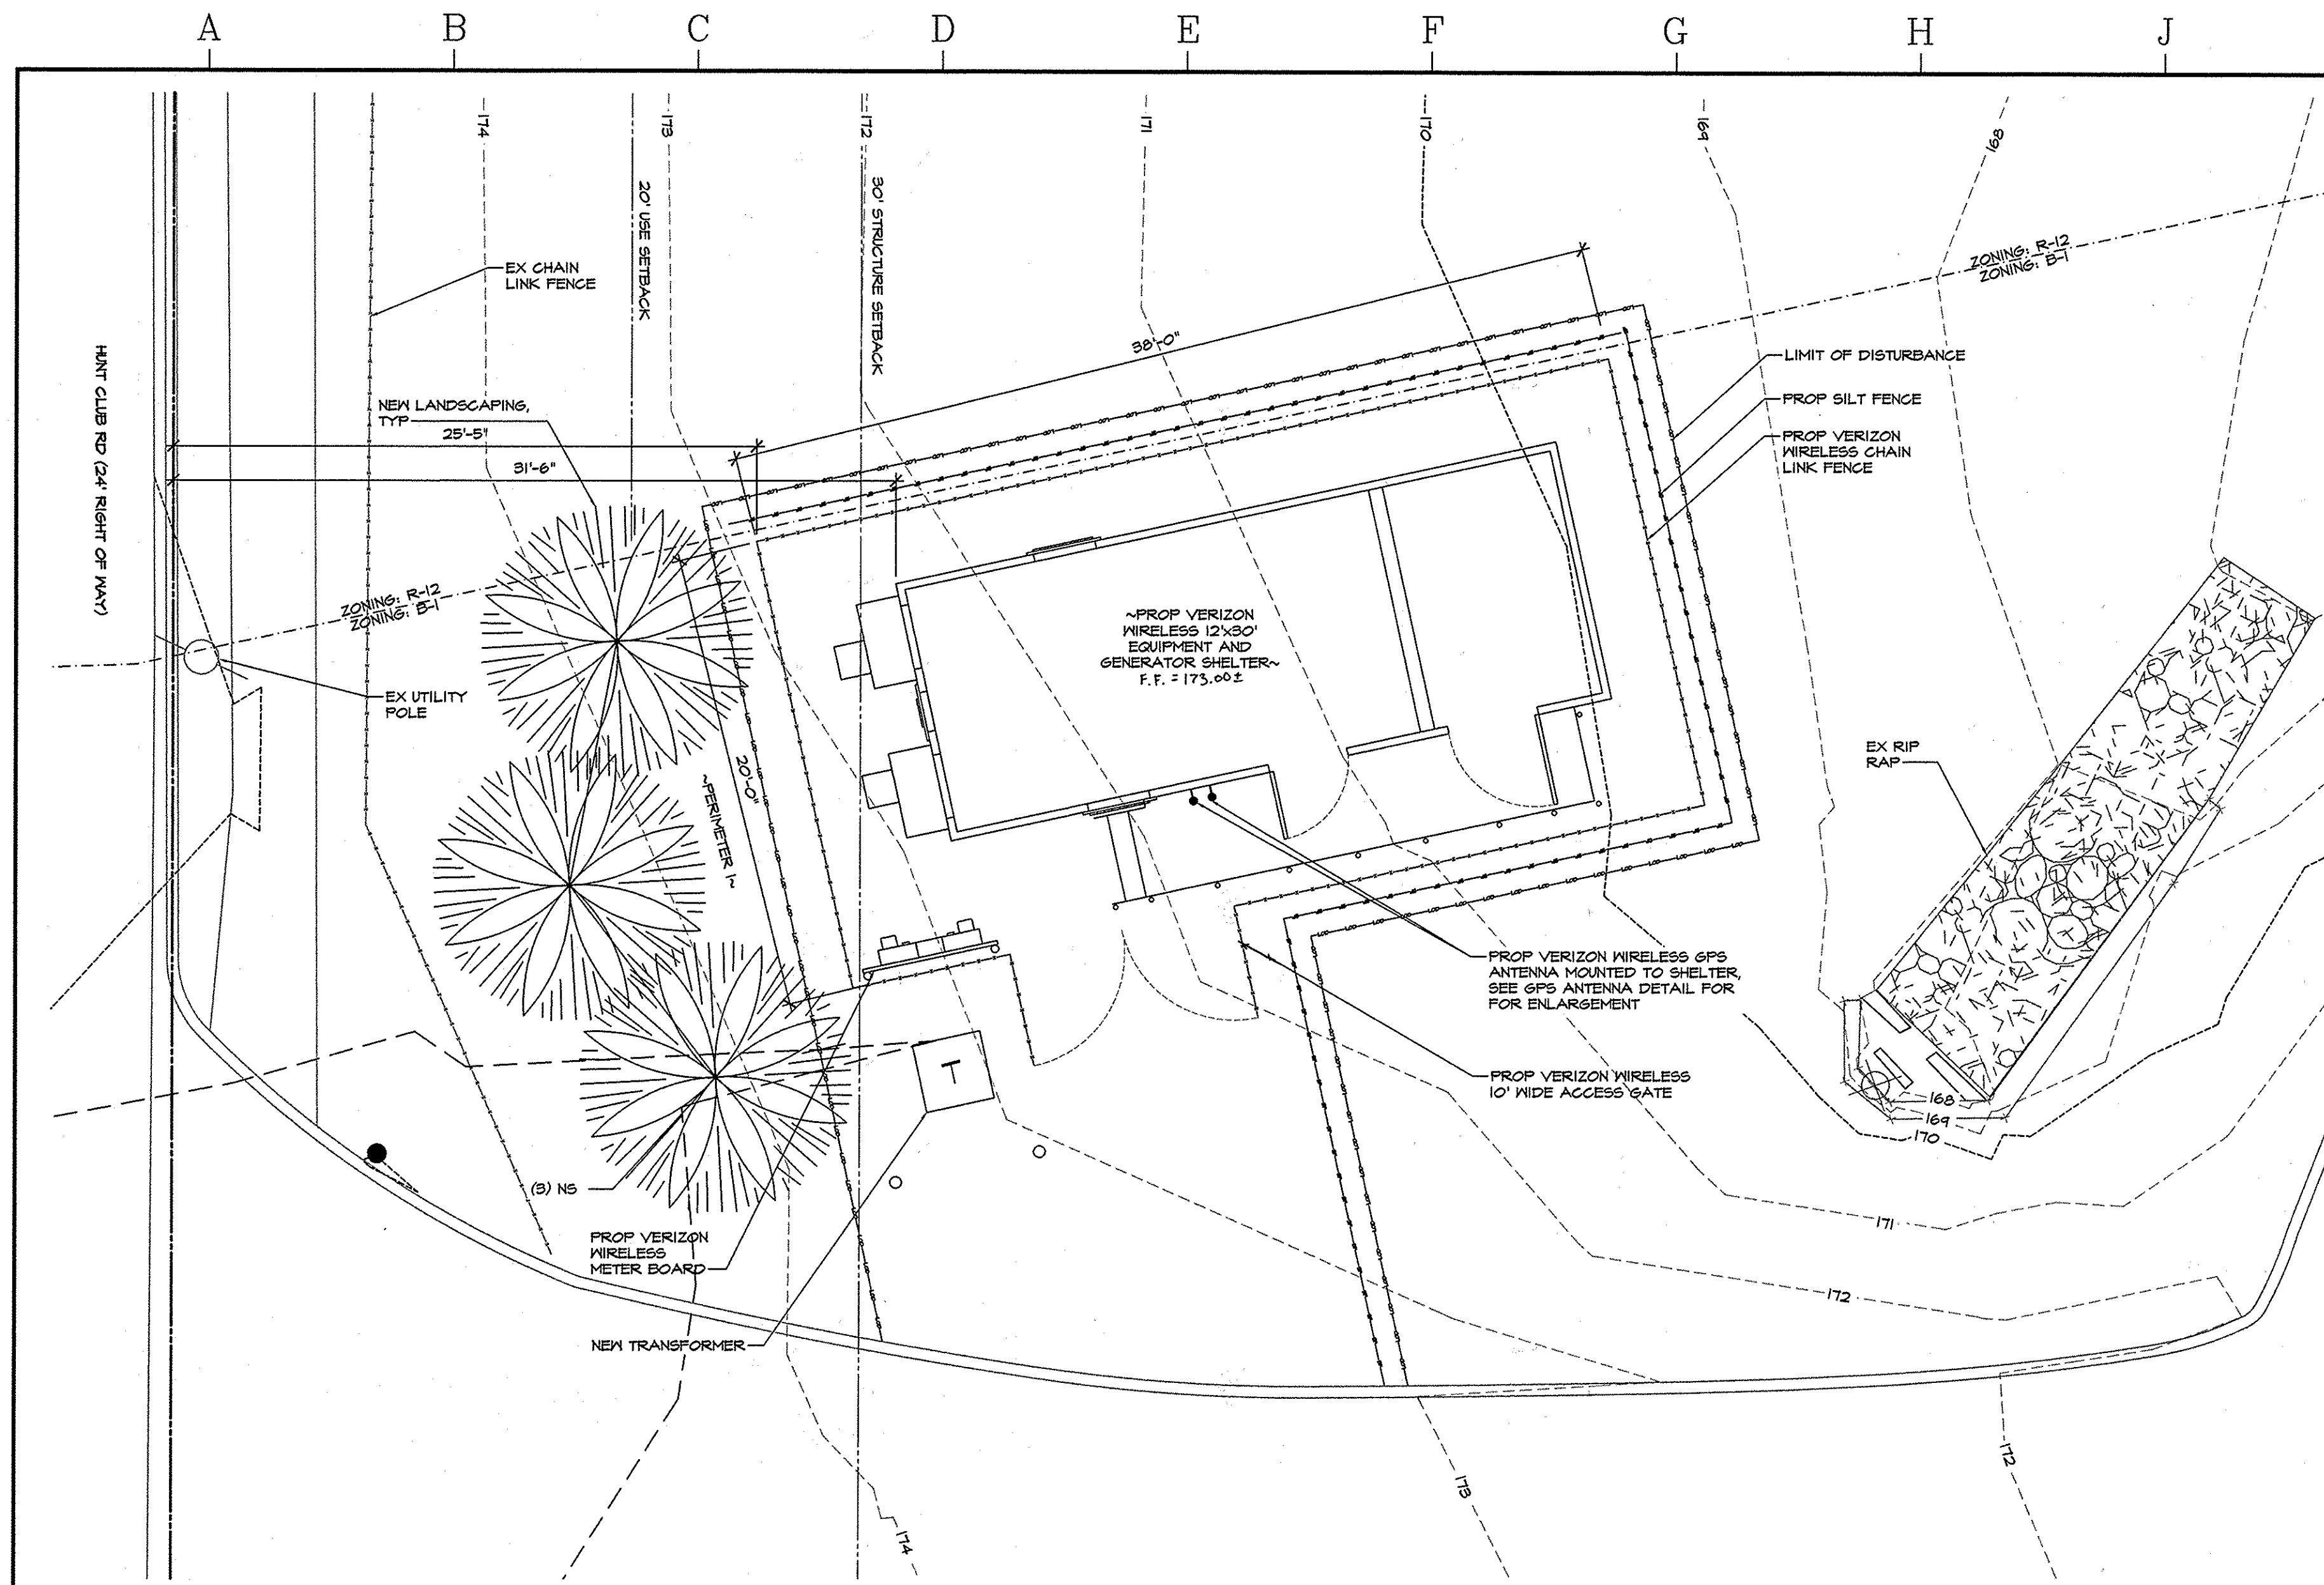 A B C D E F G H J
174
173
172
171
170
169
168
20' USE SETBACK
30' STRUCTURE SETBACK
ZONING: R-12
ZONING: B-1
EX CHAIN
LINK FENCE
HUNT CLUB RD (24' RIGHT OF WAY)
38'-0"
LIMIT OF DISTURBANCE
NEW LANDSCAPING,
TYP
25'-5"
31'-6"
PROP SILT FENCE
PROP VERIZON
WIRELESS CHAIN
LINK FENCE
ZONING: R-12
ZONING: B-1
~PROP VERIZON
WIRELESS 12'x30'
EQUIPMENT AND
GENERATOR SHELTER~
F.F. = 173.00±
EX UTILITY
POLE
20'-0"
~PERIMETER 1~
EX RIP
RAP
PROP VERIZON WIRELESS GPS
ANTENNA MOUNTED TO SHELTER,
SEE GPS ANTENNA DETAIL FOR
FOR ENLARGEMENT
T
PROP VERIZON WIRELESS
10' WIDE ACCESS GATE
168
169
170
(3) NS
171
PROP VERIZON
WIRELESS
METER BOARD
172
NEW TRANSFORMER
172
173
174